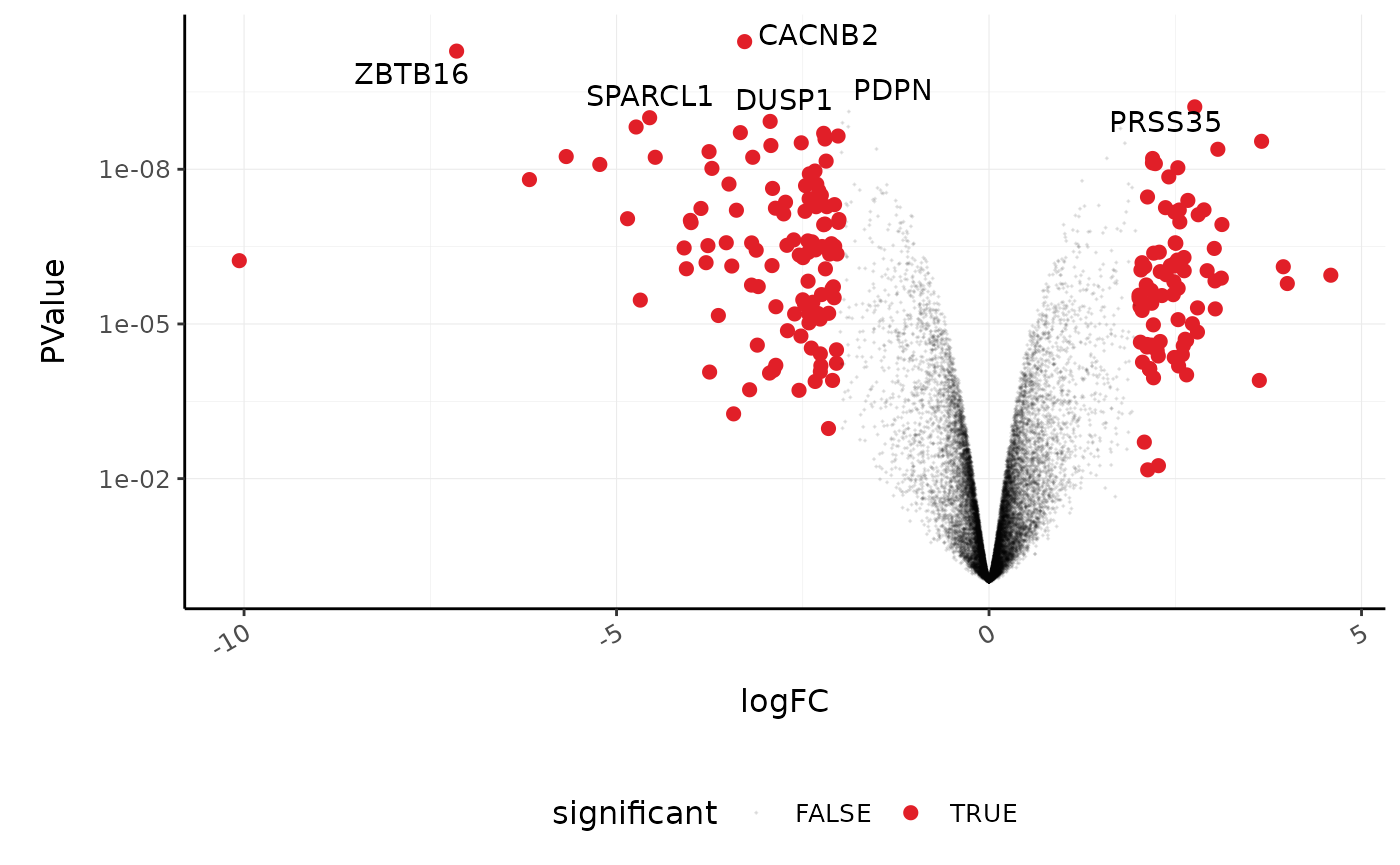 CACNB2
ZBTB16
SPARCL1
DUSP1
PDPN
PRSS35
1e-08
1e-05
1e-02
PValue
-10
-5
0
5
logFC
significant FALSE TRUE